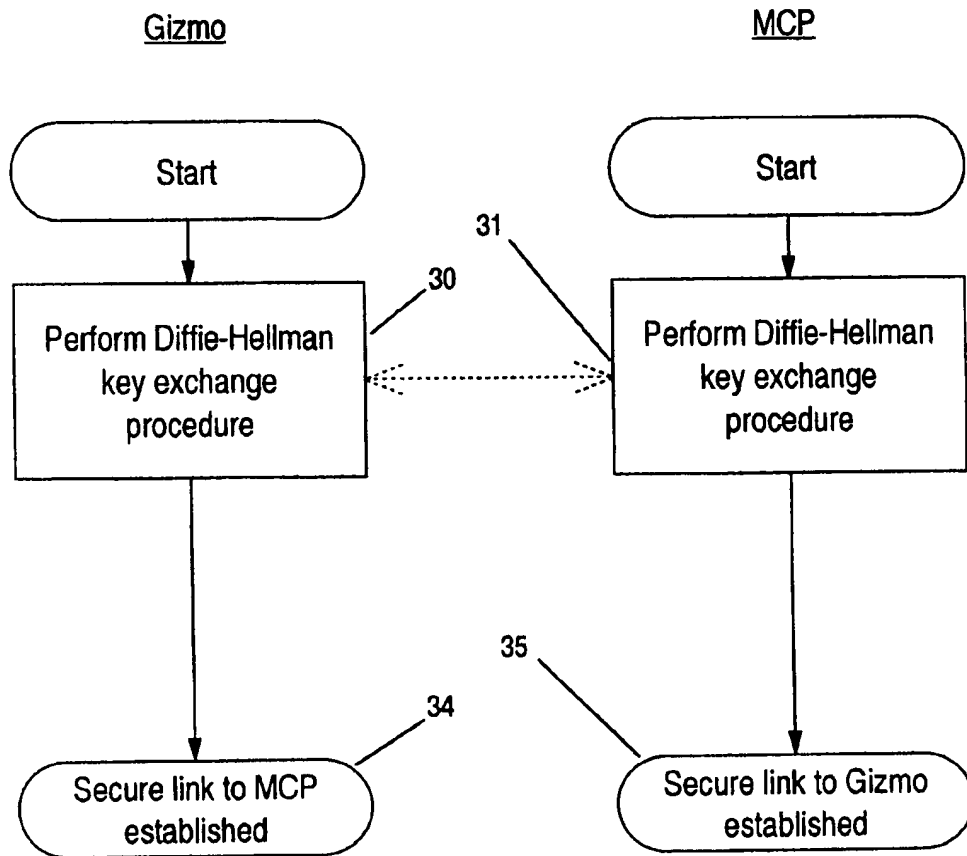 Gizmo
MCP
Start
Start
31
30
Perform Diffie-Hellman
key exchange
procedure
Perform Diffie-Hellman
key exchange
procedure
35
34
Secure link to MCP
established
Secure link to Gizmo
established